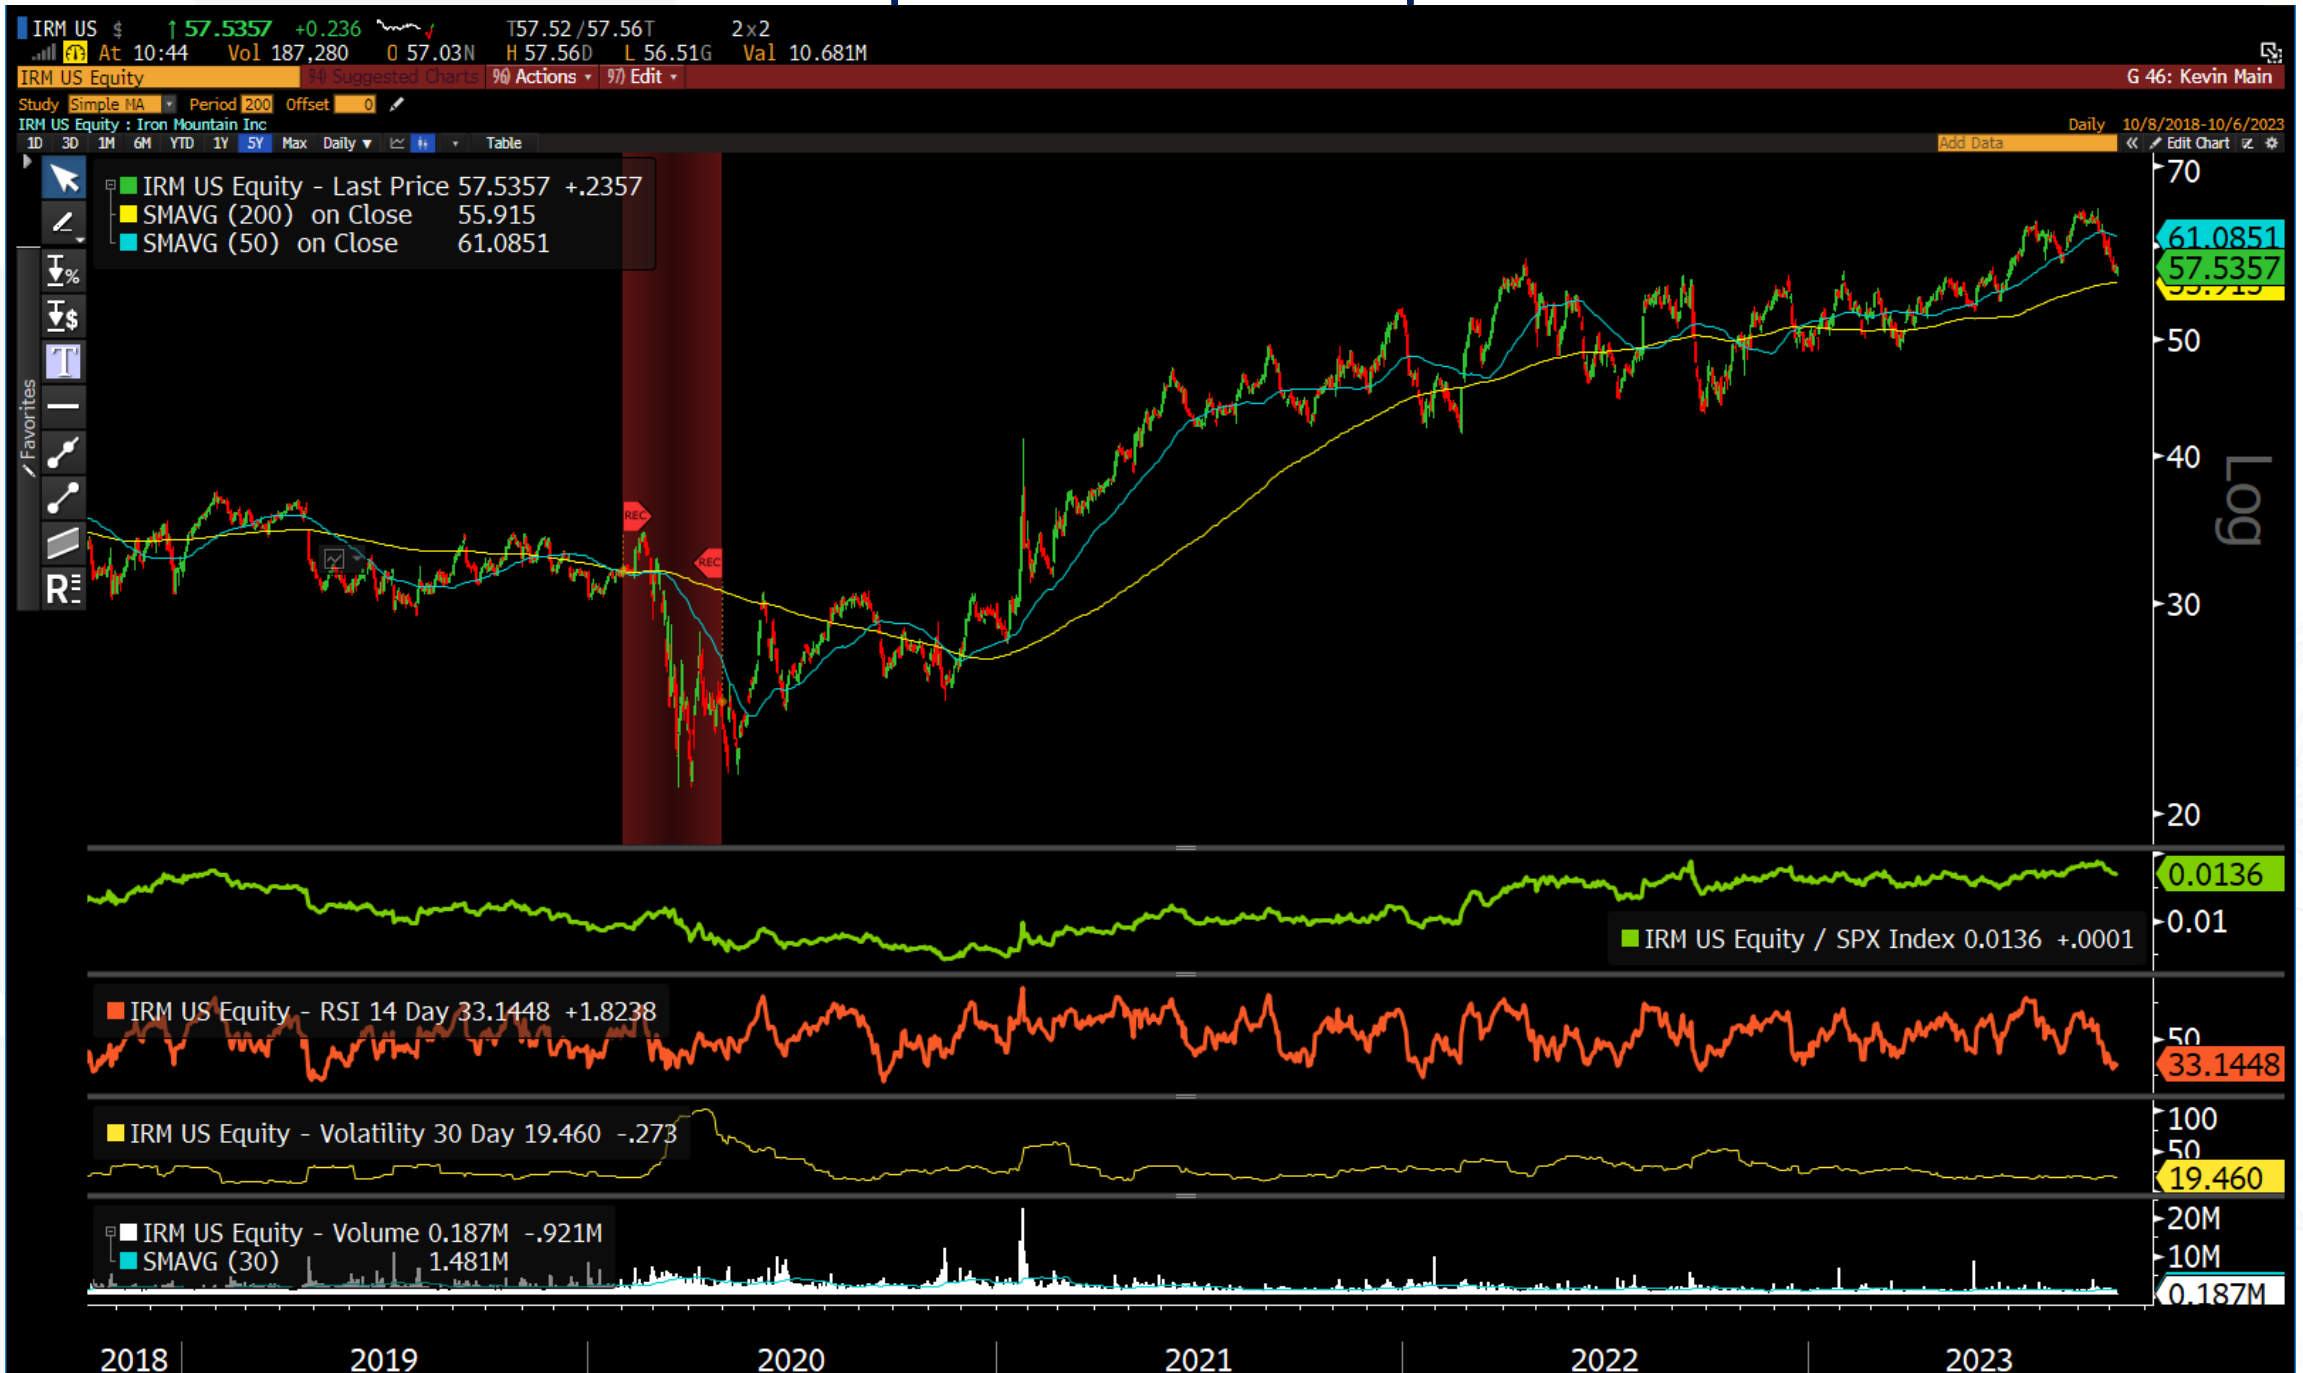 IRM US $ ↑ 57.5357 +0.236 T57.52 / 57.56T 2 x 2
At 10:44 Vol 187,280 O 57.03N H 57.56D L 56.51G Val 10.681M
IRM US Equity 94) Suggested Charts 96) Actions 97) Edit G 46: Kevin Main
Study Simple MA Period 200 Offset 0
IRM US Equity : Iron Mountain Inc
Daily 10/8/2018-10/6/2023
1D 3D 1M 6M YTD 1Y 5Y Max Daily ▼ Table Add Data « Edit Chart
IRM US Equity - Last Price 57.5357 +.2357
SMAVG (200) on Close 55.915
SMAVG (50) on Close 61.0851
%
$
T
Favorites
R
REC
REC
70
61.0851
57.5357
55.915
50
40
Log
30
20
0.0136
0.01
IRM US Equity / SPX Index 0.0136 +.0001
IRM US Equity - RSI 14 Day 33.1448 +1.8238
50
33.1448
IRM US Equity - Volatility 30 Day 19.460 -.273
100
50
19.460
IRM US Equity - Volume 0.187M -.921M
SMAVG (30) 1.481M
20M
10M
0.187M
2018 2019 2020 2021 2022 2023